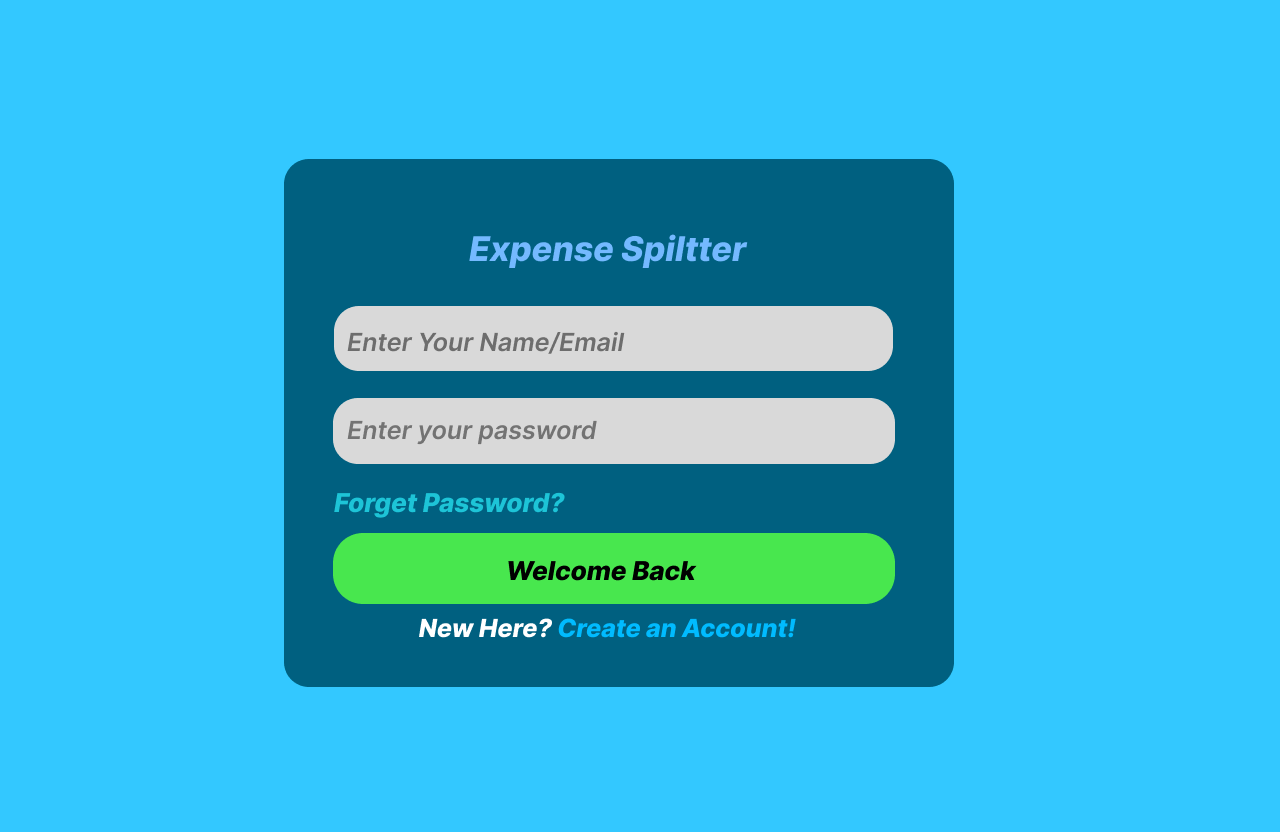 Expense Spiltter
Enter Your Name/Email
Enter your password
Forget Password?
Welcome Back
New Here? Create an Account!